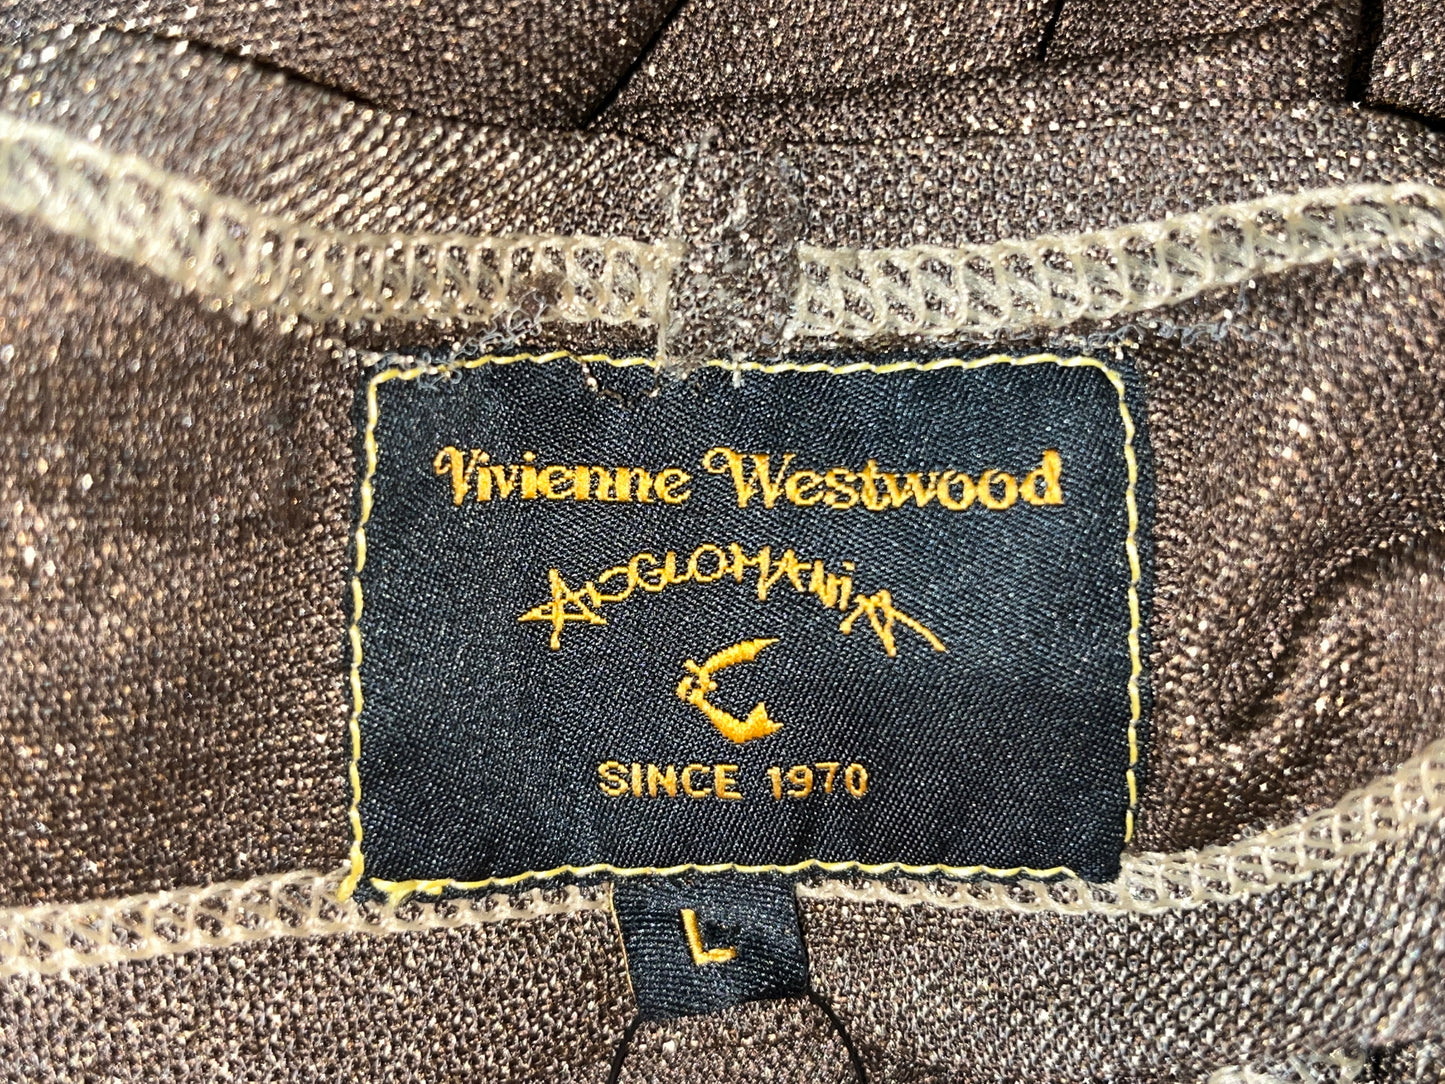 Vivienne Westwood
ANGLOMANiA
SINCE 1970
L